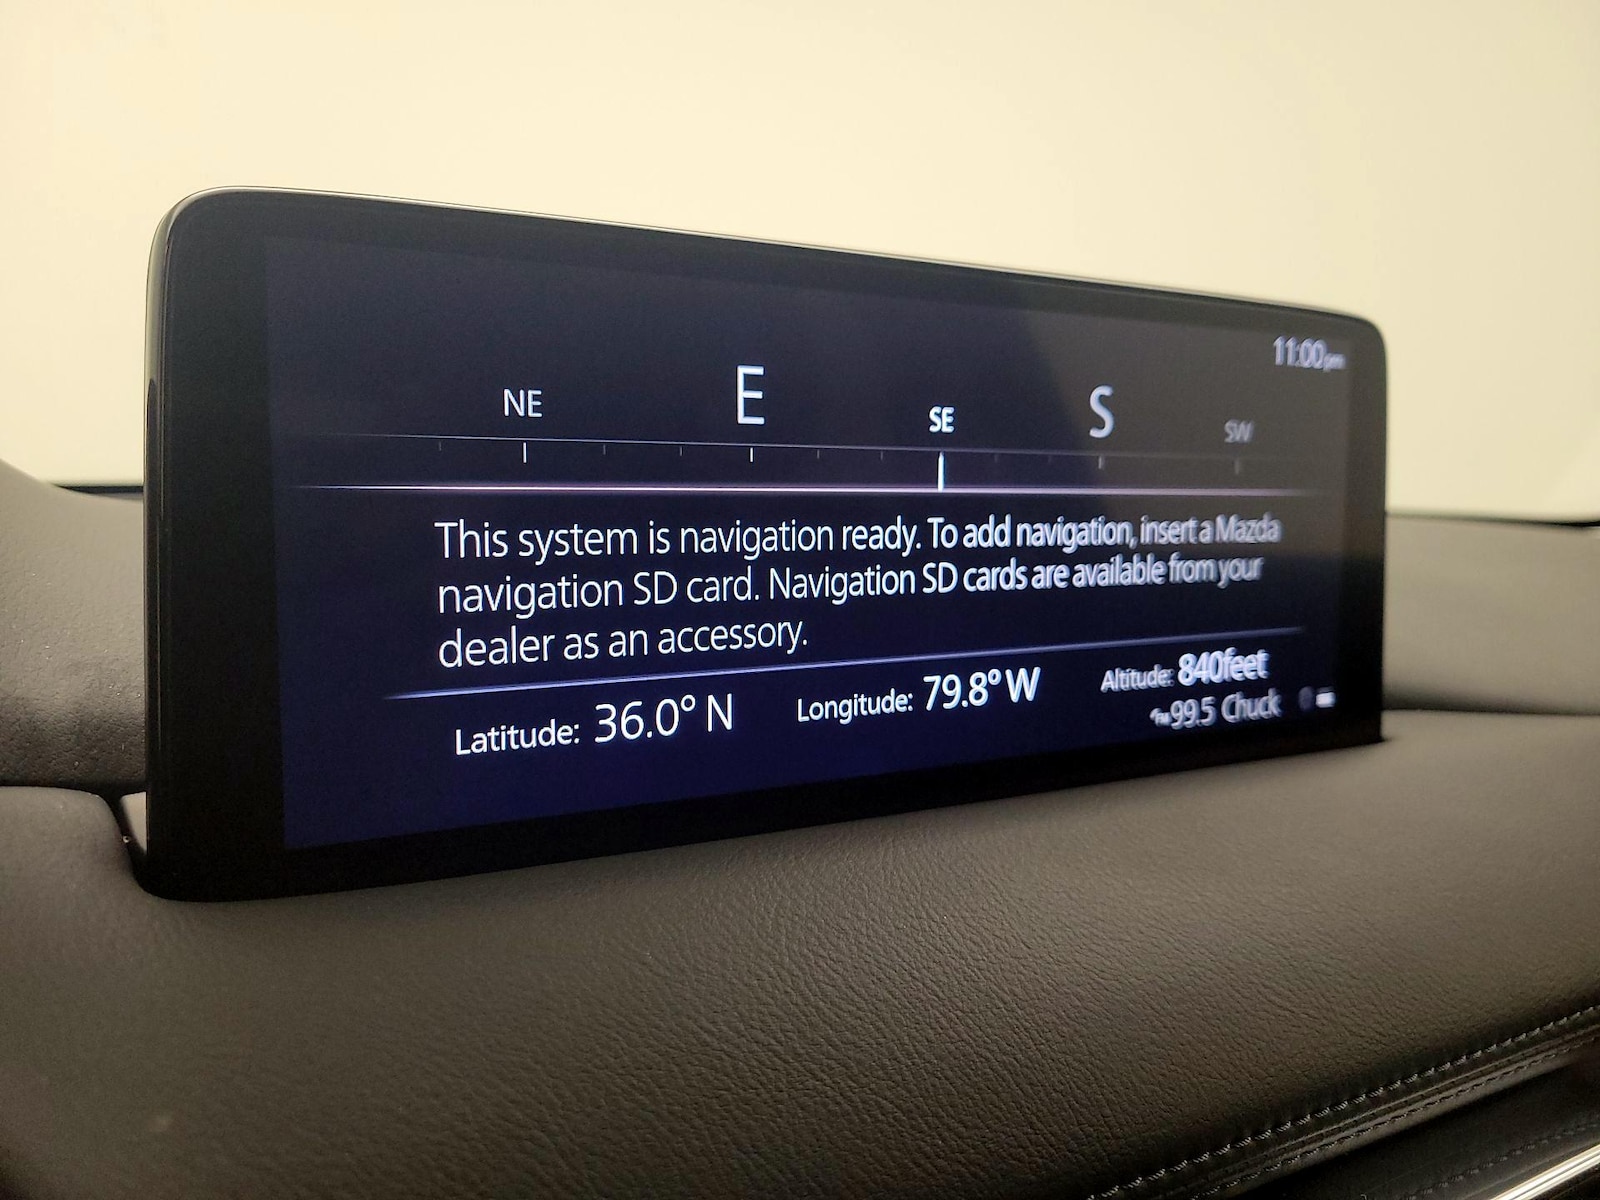 11:00pm
NE E SE S SW
This system is navigation ready. To add navigation, insert a Mazda
navigation SD card. Navigation SD cards are available from your
dealer as an accessory.
Latitude: 36.0° N Longitude: 79.8° W Altitude: 840feet
FM 99.5 Chuck